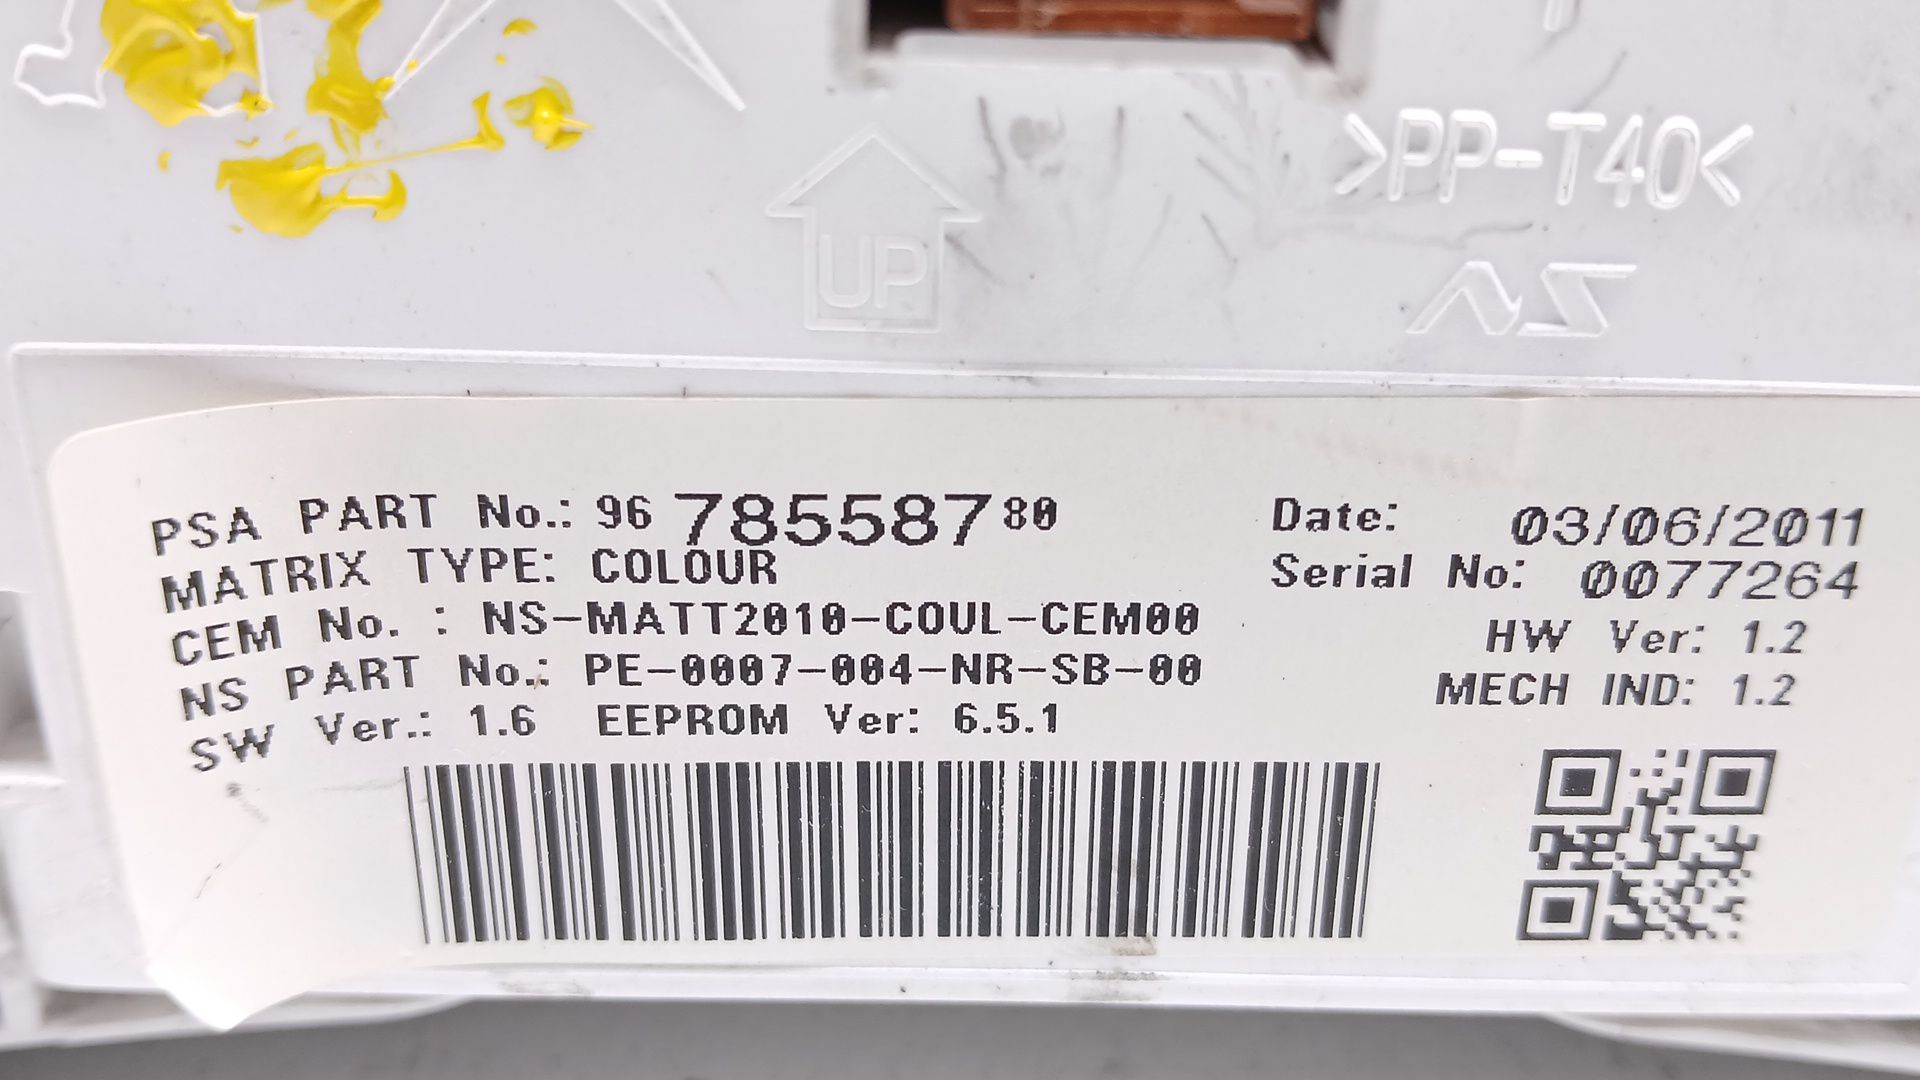 >PP-T40<
UP
NS
PSA PART No.: 96 785587 80
MATRIX TYPE: COLOUR
CEM No. : NS-MATT2010-COUL-CEM00
NS PART No.: PE-0007-004-NR-SB-00
SW Ver.: 1.6 EEPROM Ver: 6.5.1
Date: 03/06/2011
Serial No: 0077264
HW Ver: 1.2
MECH IND: 1.2